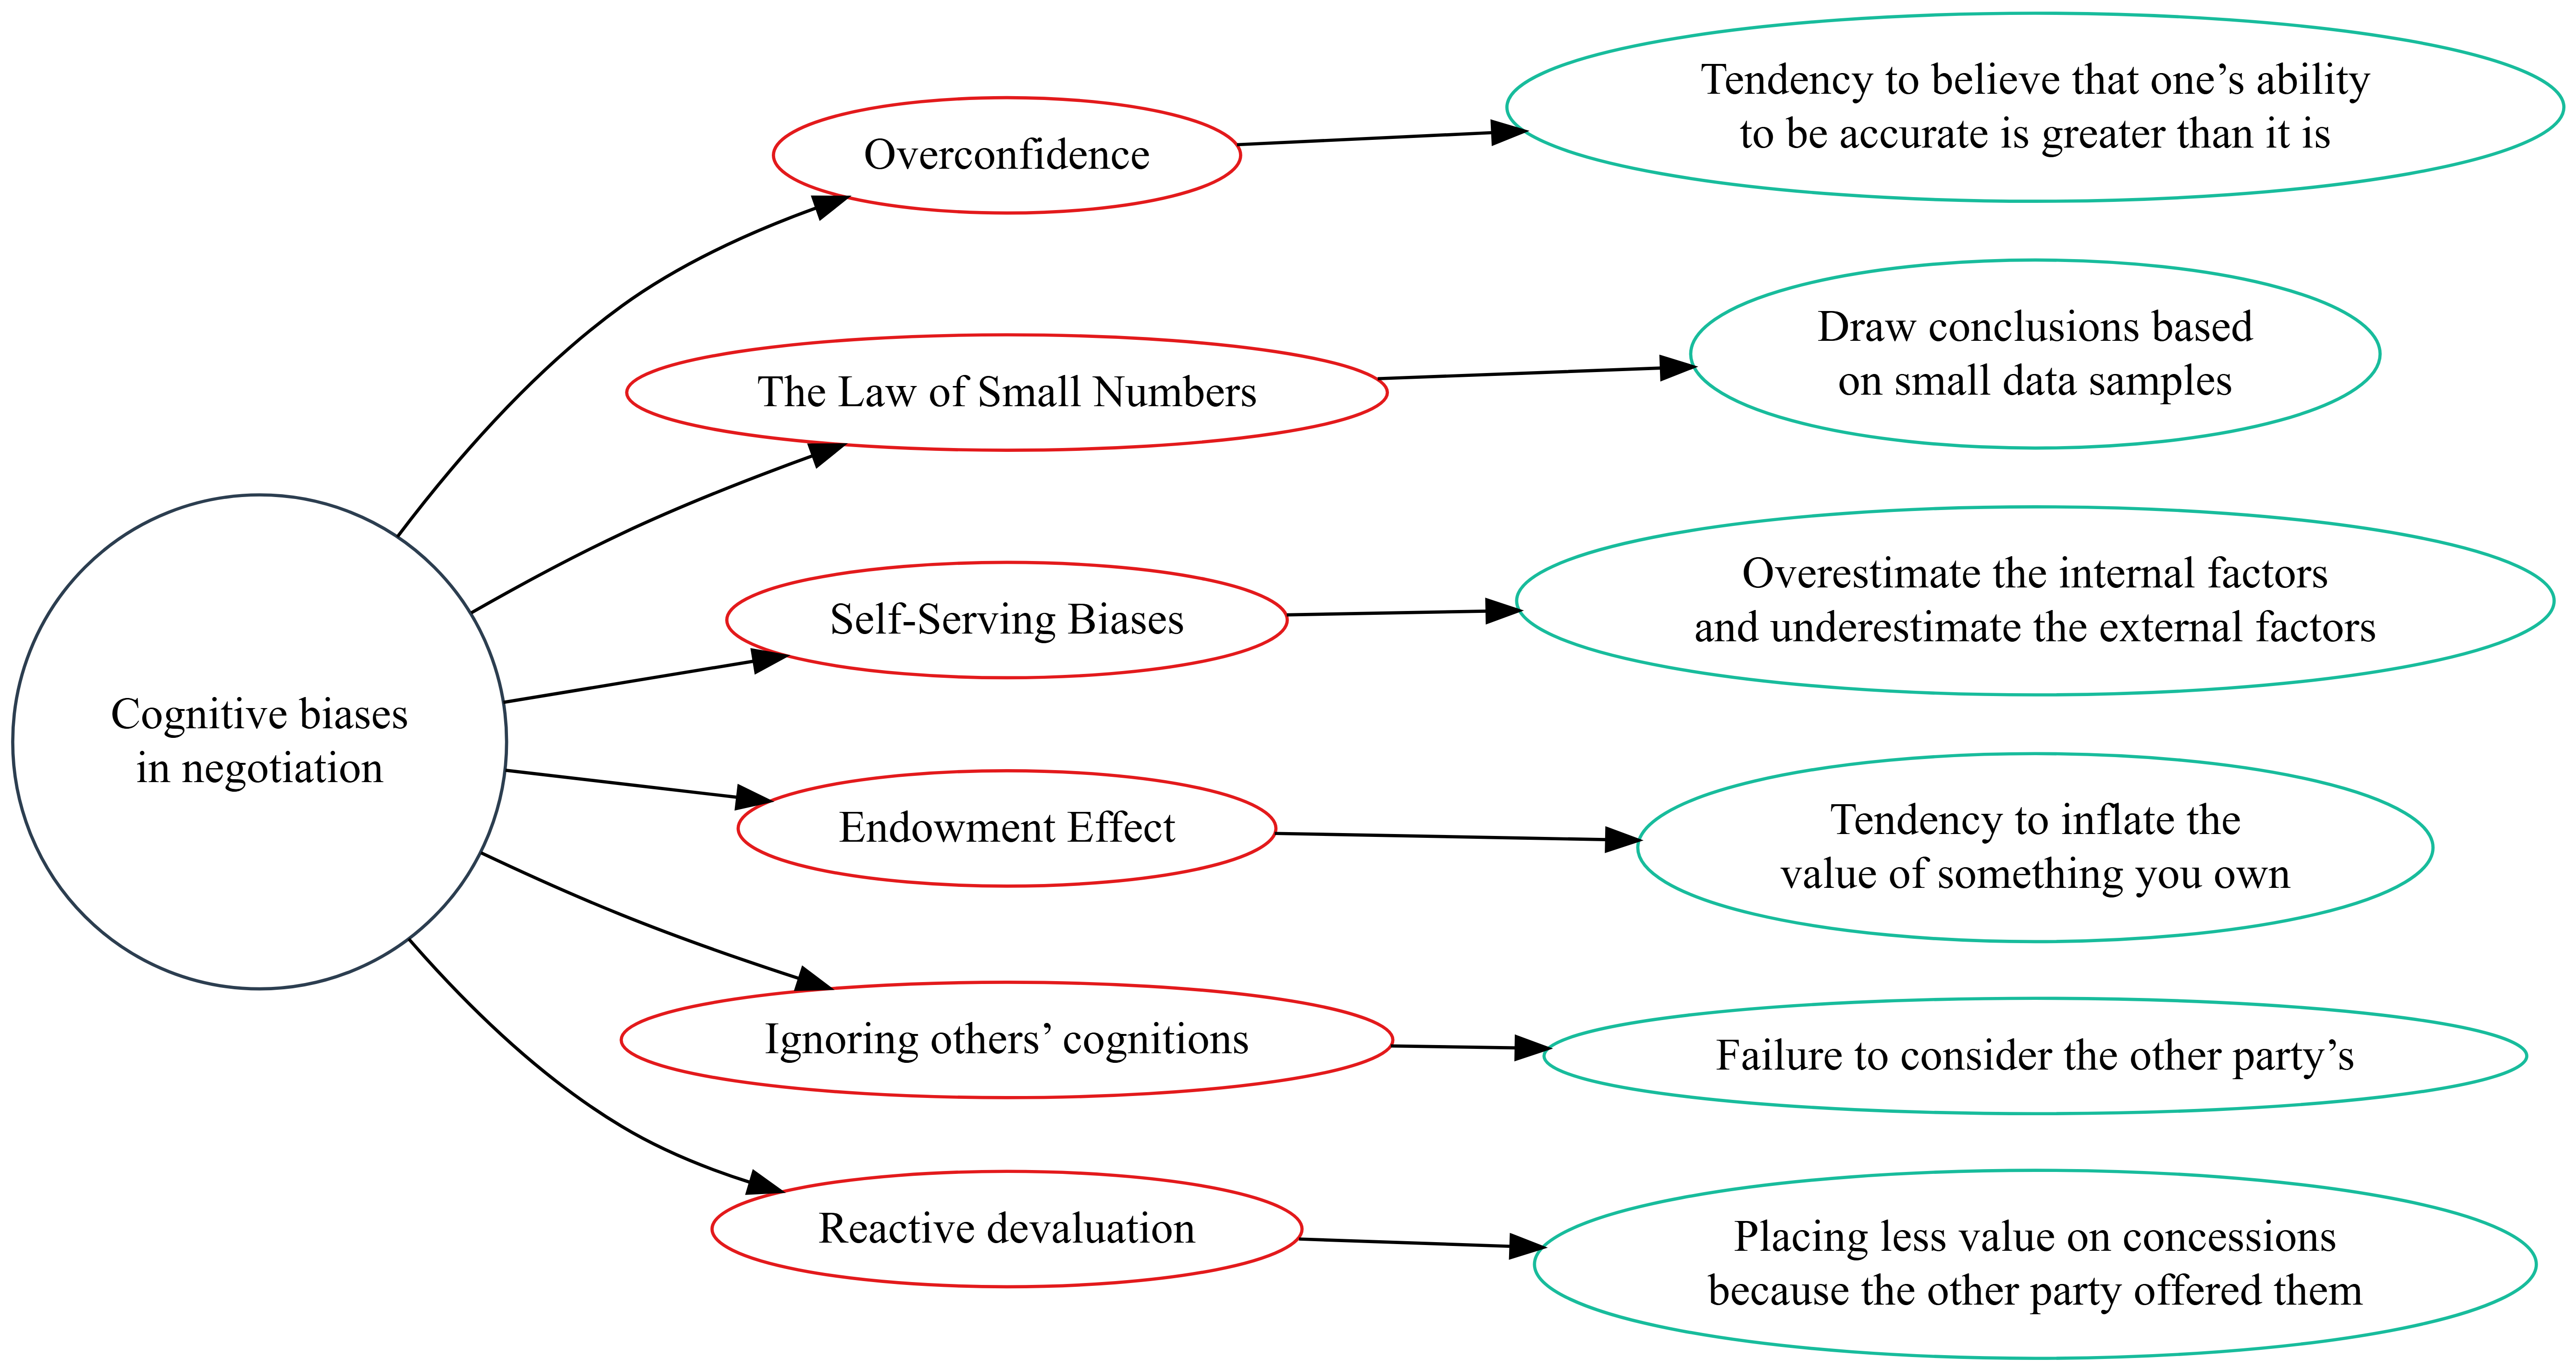 Cognitive biases
in negotiation
Overconfidence
Tendency to believe that one’s ability
to be accurate is greater than it is
The Law of Small Numbers
Draw conclusions based
on small data samples
Self-Serving Biases
Overestimate the internal factors
and underestimate the external factors
Endowment Effect
Tendency to inflate the
value of something you own
Ignoring others’ cognitions
Failure to consider the other party’s
Reactive devaluation
Placing less value on concessions
because the other party offered them